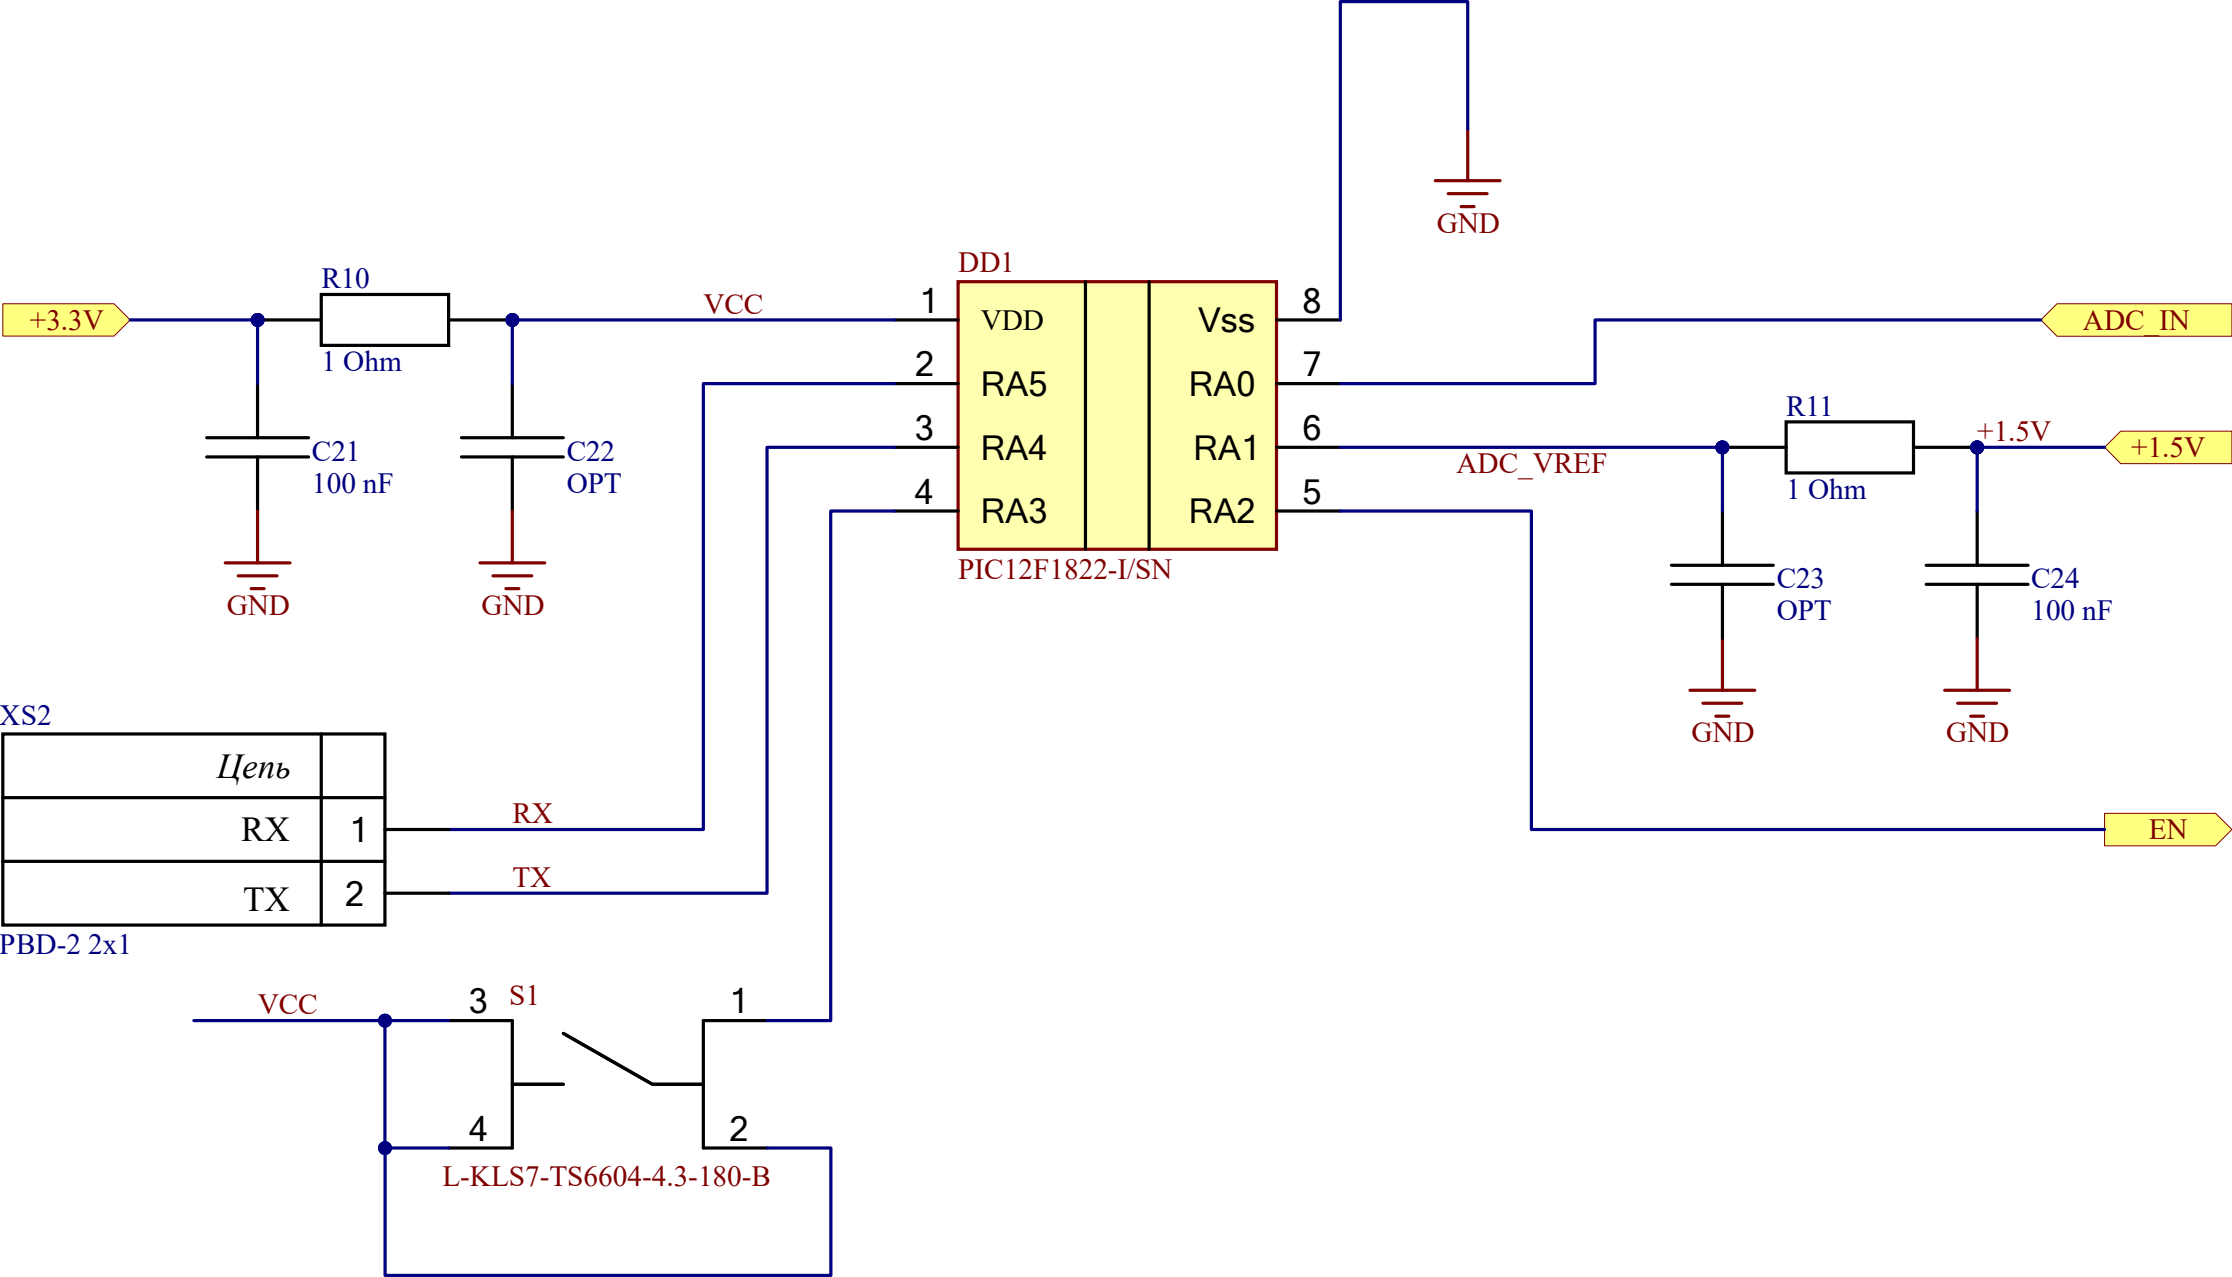 GND
DD1
R10
+3.3V
1 Ohm
VCC
1
VDD
Vss
8
ADC_IN
2
RA5
RA0
7
3
RA4
RA1
6
ADC_VREF
R11
1 Ohm
+1.5V
+1.5V
4
RA3
RA2
5
PIC12F1822-I/SN
C21
100 nF
GND
C22
OPT
GND
C23
OPT
GND
C24
100 nF
GND
XS2
Цепь
RX
1
RX
TX
2
TX
PBD-2 2x1
EN
VCC
3
S1
1
4
2
L-KLS7-TS6604-4.3-180-B